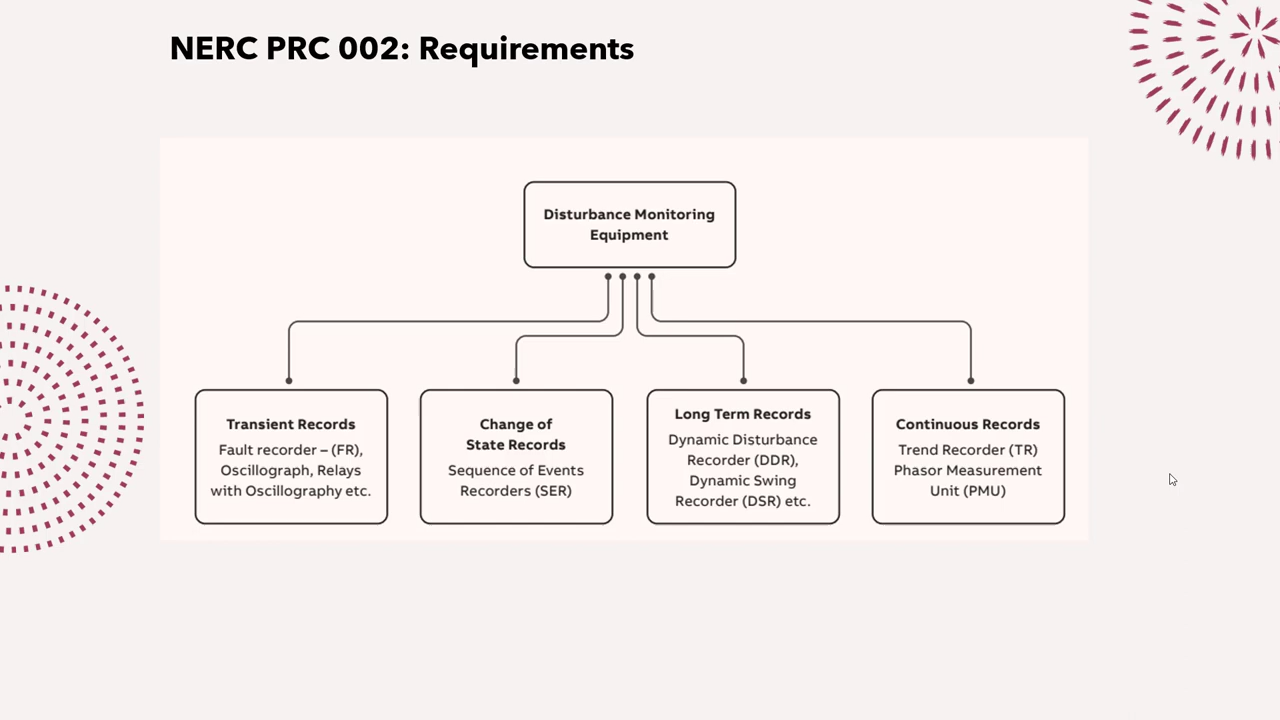 NERC PRC 002: Requirements
Disturbance Monitoring
Equipment
Transient Records
Fault recorder – (FR),
Oscillograph, Relays
with Oscillography etc.
Change of
State Records
Sequence of Events
Recorders (SER)
Long Term Records
Dynamic Disturbance
Recorder (DDR),
Dynamic Swing
Recorder (DSR) etc.
Continuous Records
Trend Recorder (TR)
Phasor Measurement
Unit (PMU)